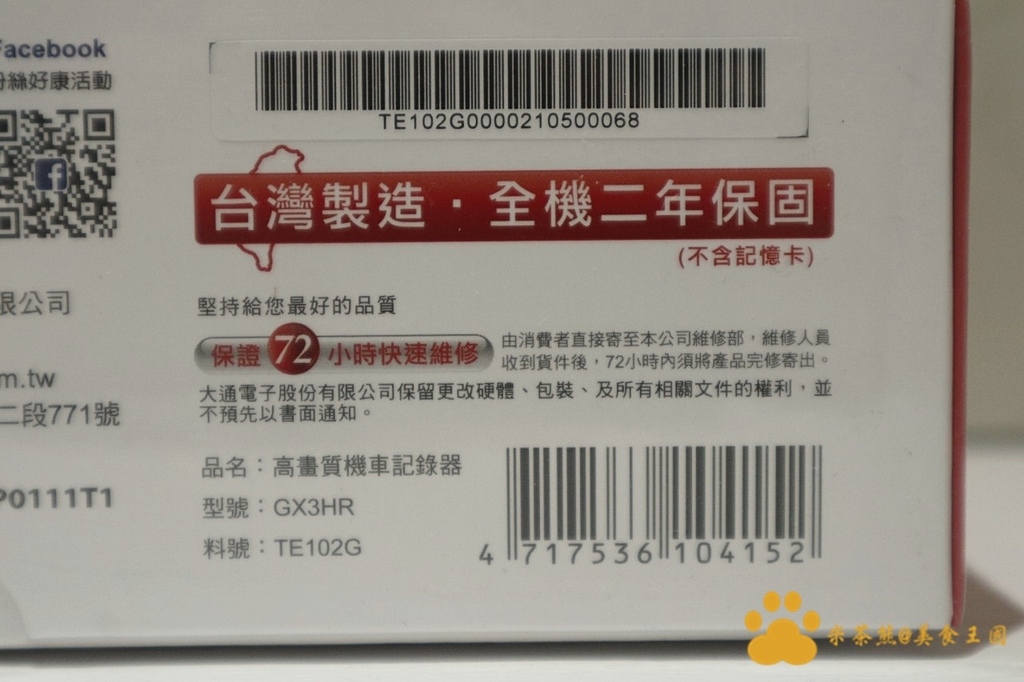 Facebook
粉絲好康活動
TE102G0000210500068
台灣製造．全機二年保固
(不含記憶卡)
限公司
堅持給您最好的品質
保證 72 小時快速維修
由消費者直接寄至本公司維修部，維修人員
收到貨件後，72小時內須將產品完修寄出。
m.tw
二段771號
大通電子股份有限公司保留更改硬體、包裝、及所有相關文件的權利，並
不預先以書面通知。
品名：高畫質機車記錄器
P0111T1
型號：GX3HR
料號：TE102G
4 717536 104152
米茶熊@美食王國